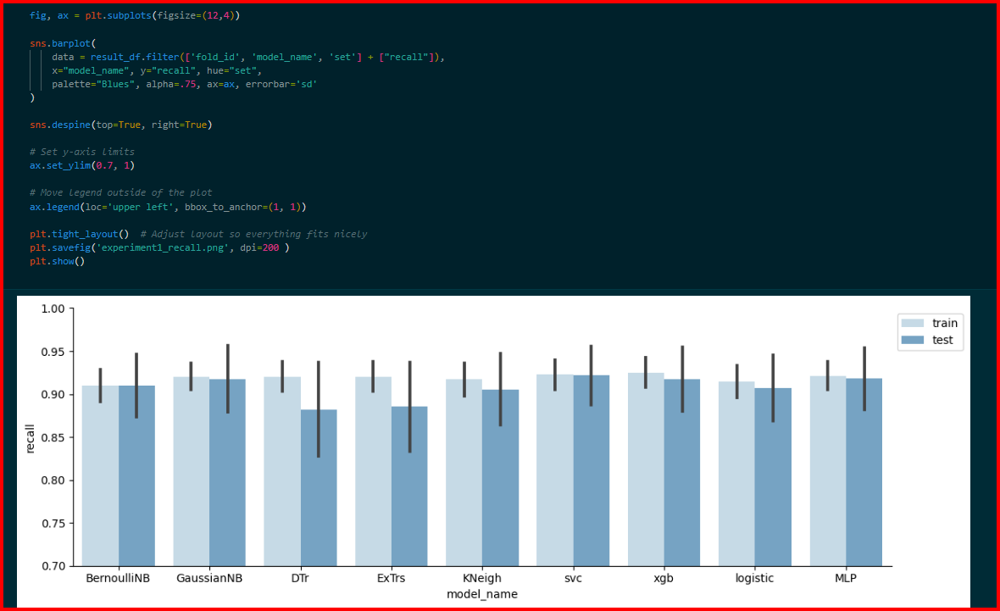 fig, ax = plt.subplots(figsize=(12,4))
sns.barplot(
data = result_df.filter(['fold_id', 'model_name', 'set'] + ["recall"]),
x="model_name", y="recall", hue="set",
palette="Blues", alpha=.75, ax=ax, errorbar='sd'
)
sns.despine(top=True, right=True)
# Set y-axis limits
ax.set_ylim(0.7, 1)
# Move legend outside of the plot
ax.legend(loc='upper left', bbox_to_anchor=(1, 1))
plt.tight_layout()  # Adjust layout so everything fits nicely
plt.savefig('experiment1_recall.png', dpi=200 )
plt.show()
1.00
0.95
0.90
0.85
0.80
0.75
0.70
recall
train
test
BernoulliNB GaussianNB DTr ExTrs KNeigh svc xgb logistic MLP
model_name